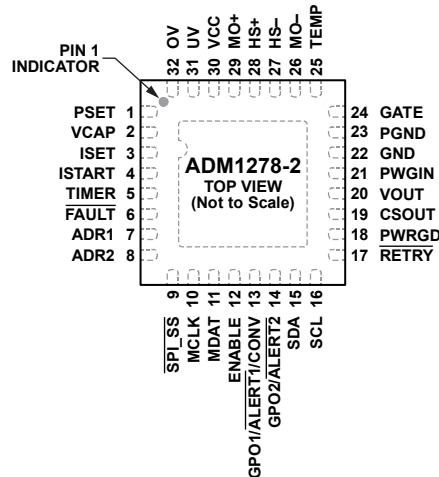 OV
UV
VCC
MO+
HS+
HS–
MO–
TEMP
32 31 30 29 28 27 26 25
PIN 1
INDICATOR
PSET 1
VCAP 2
ISET 3
ISTART 4
TIMER 5
FAULT 6
ADR1 7
ADR2 8
ADM1278-2
TOP VIEW
(Not to Scale)
24 GATE
23 PGND
22 GND
21 PWGIN
20 VOUT
19 CSOUT
18 PWRGD
17 RETRY
9 10 11 12 13 14 15 16
SPI_SS
MCLK
MDAT
ENABLE
GPO1/ALERT1/CONV
GPO2/ALERT2
SDA
SCL